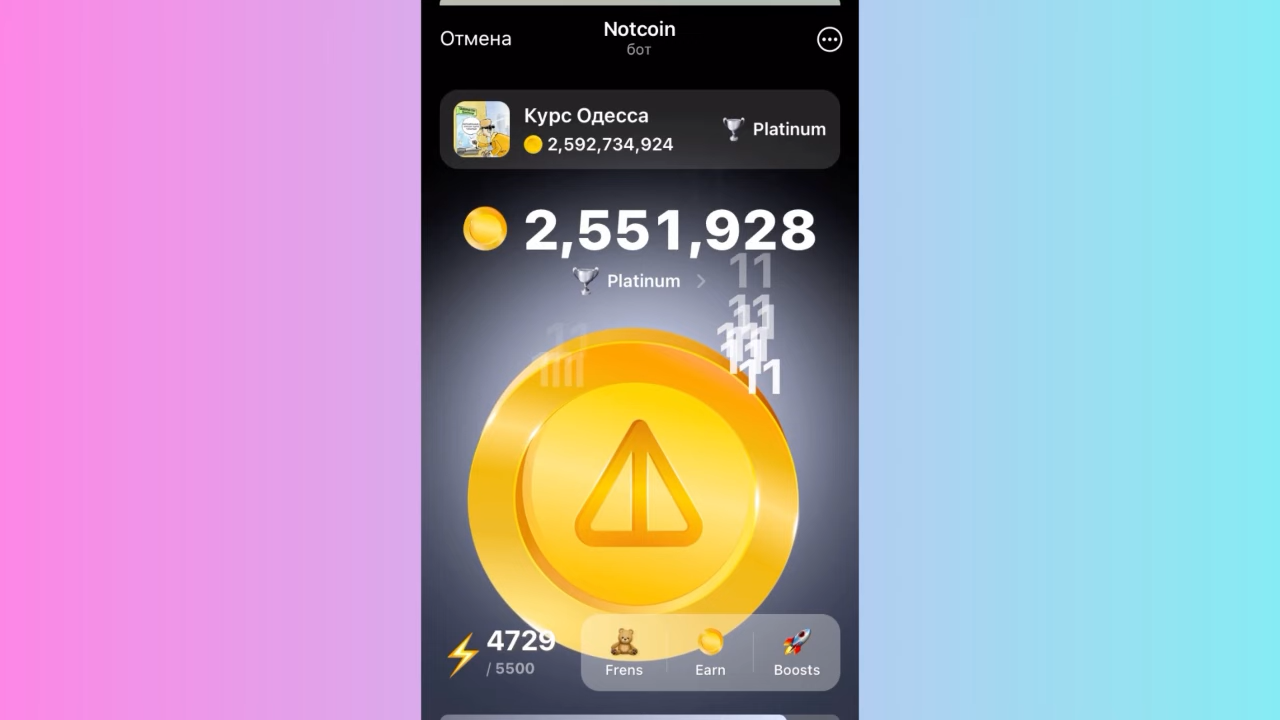 Notcoin
Отмена
бот
Курс Одесса
2,592,734,924
Platinum
2,551,928
Platinum
11
11
11
11
11
11
4729
/ 5500
Frens
Earn
Boosts